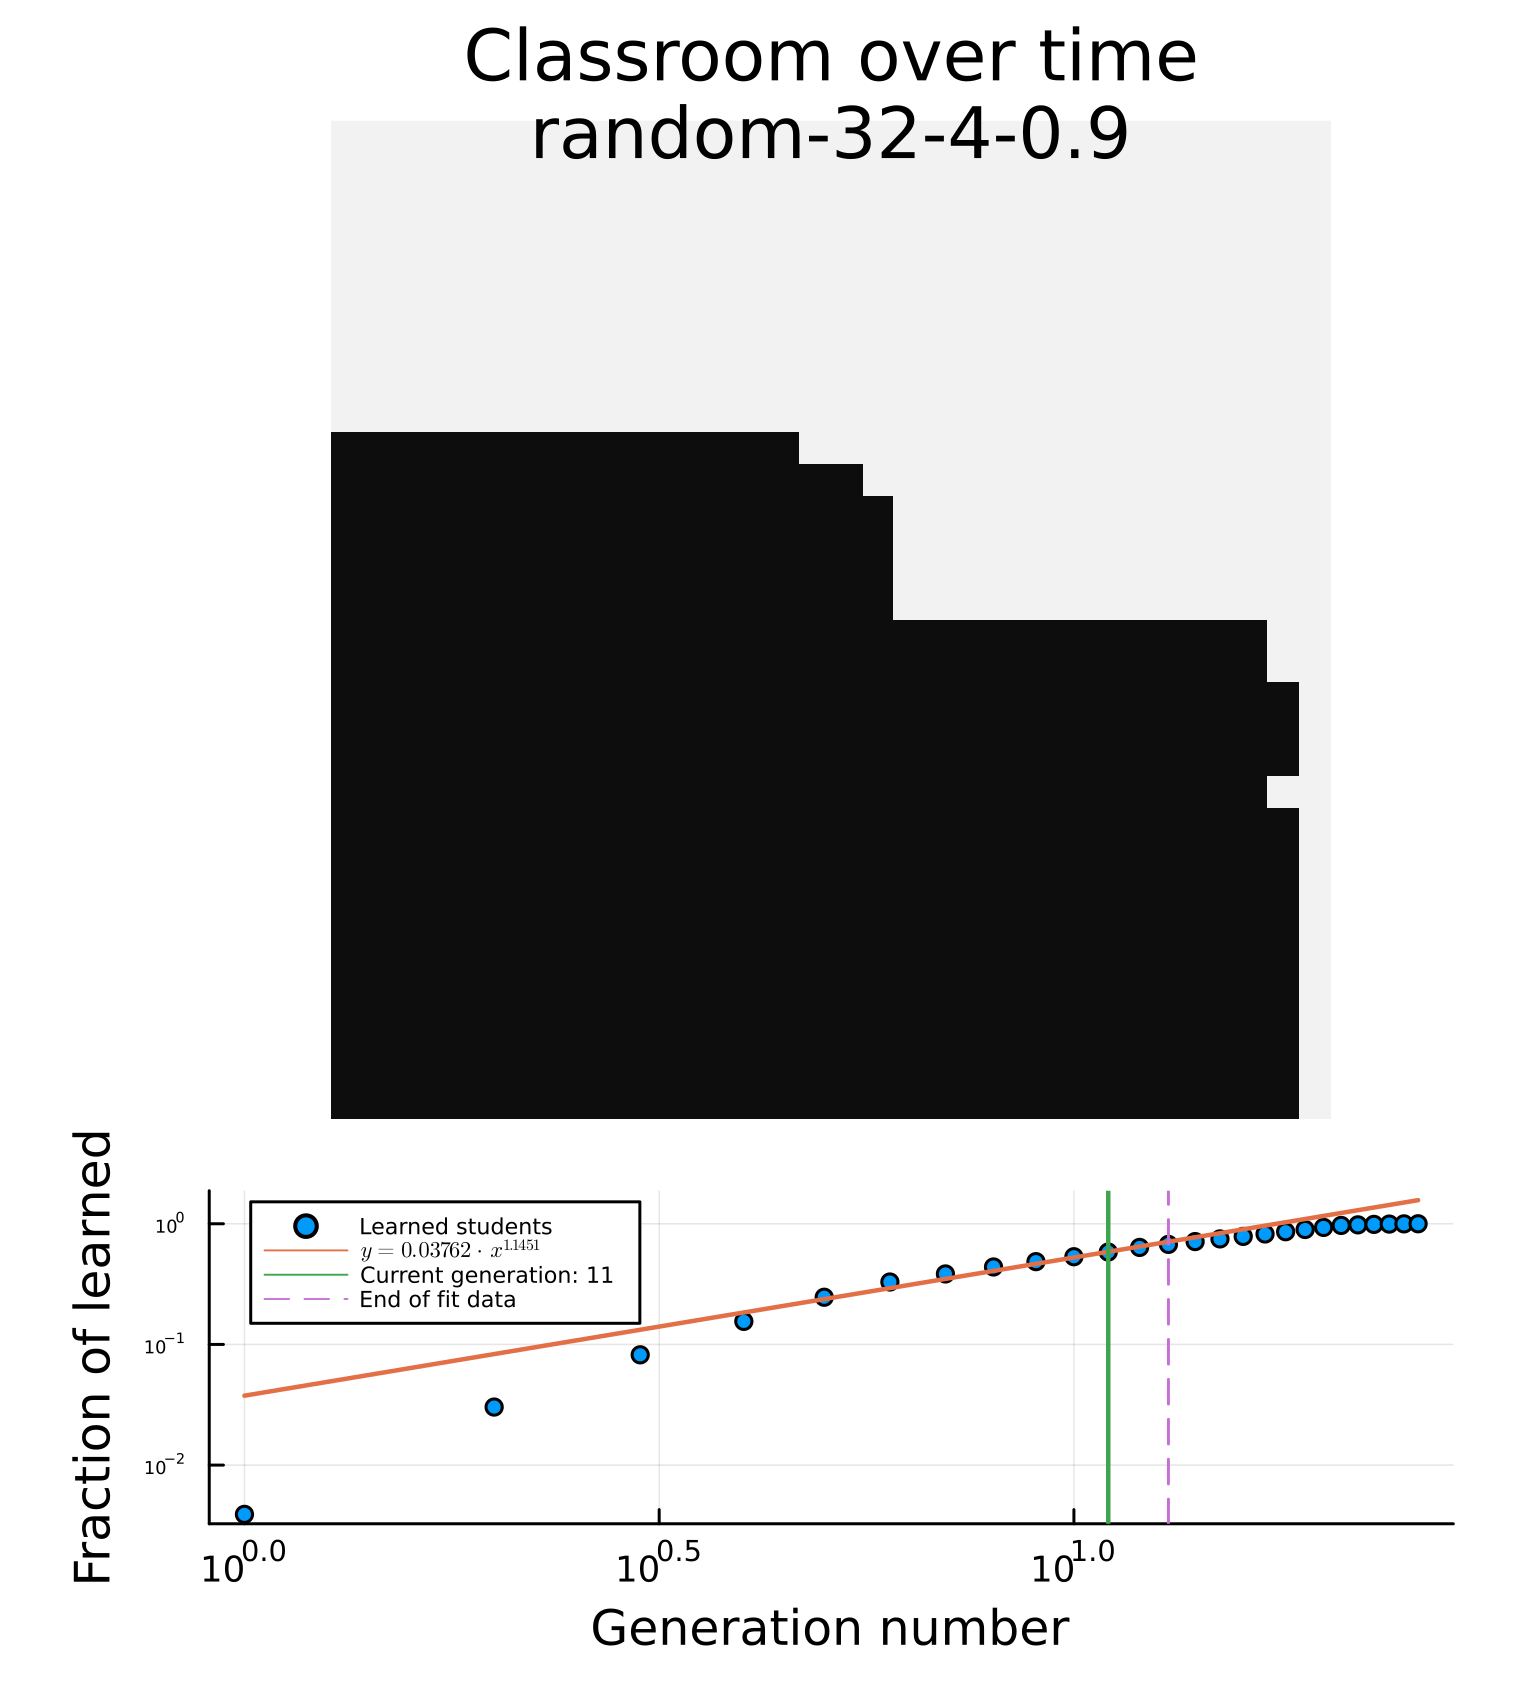 Classroom over time
random-32-4-0.9
Fraction of learned
10⁰
10⁻¹
10⁻²
Learned students
y = 0.03762 · x^1.1451
Current generation: 11
End of fit data
10^0.0
10^0.5
10^1.0
Generation number